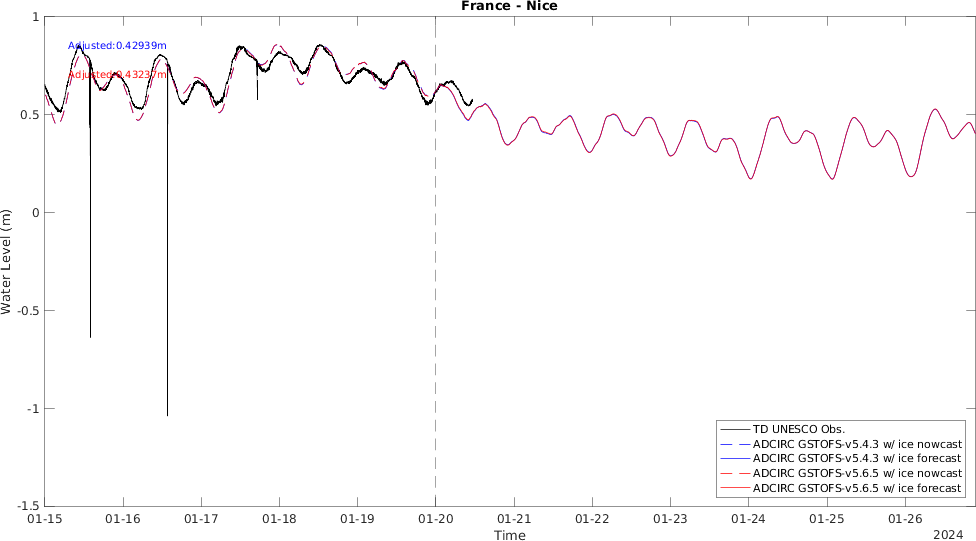 France - Nice
Adjusted:0.42939m
Adjusted:0.43237m
1
0.5
0
-0.5
-1
-1.5
Water Level (m)
TD UNESCO Obs.
ADCIRC GSTOFS-v5.4.3 w/ ice nowcast
ADCIRC GSTOFS-v5.4.3 w/ ice forecast
ADCIRC GSTOFS-v5.6.5 w/ ice nowcast
ADCIRC GSTOFS-v5.6.5 w/ ice forecast
01-15 01-16 01-17 01-18 01-19 01-20 01-21 01-22 01-23 01-24 01-25 01-26
Time
2024